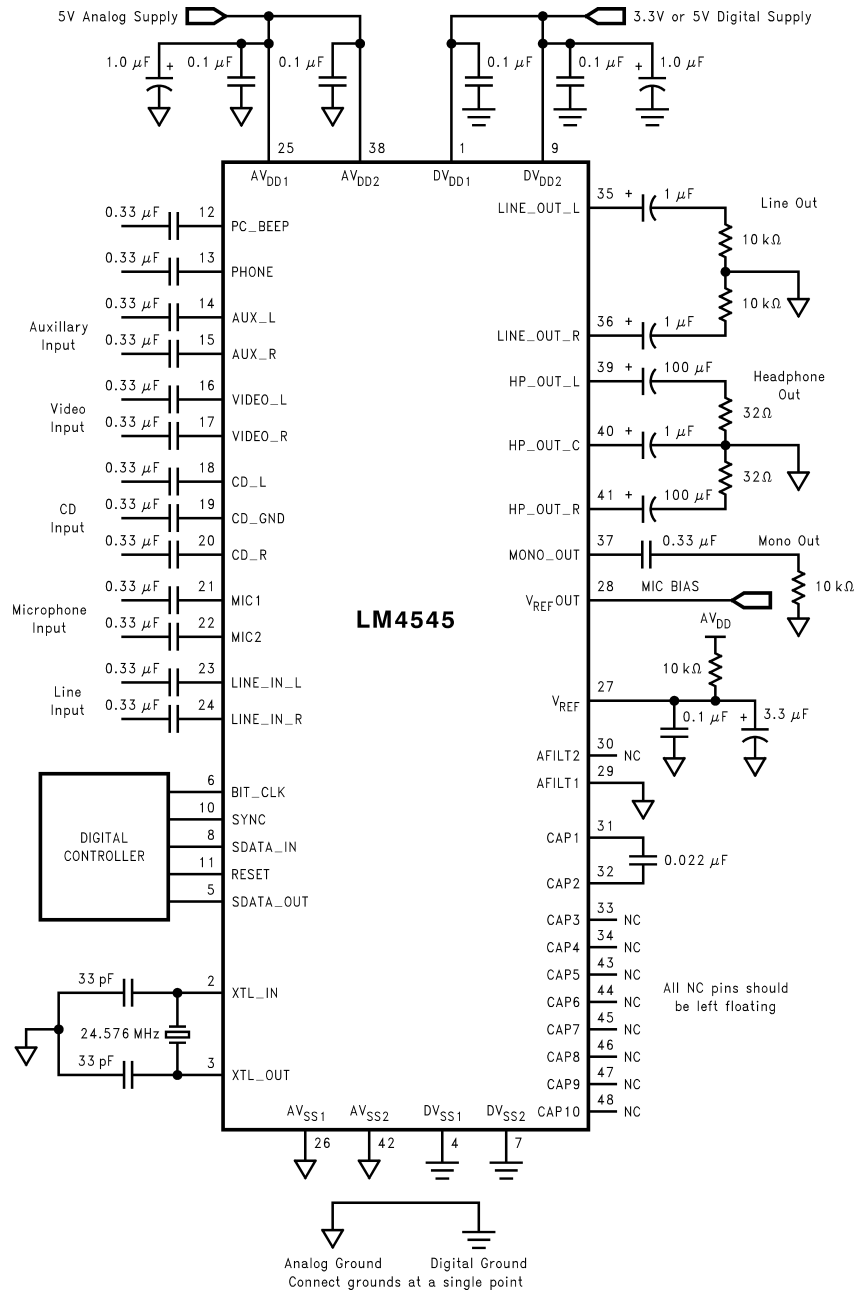 5V Analog Supply
3.3V or 5V Digital Supply
1.0 µF +
0.1 µF
0.1 µF
0.1 µF
0.1 µF
+ 1.0 µF
25
38
1
9
AVDD1
AVDD2
DVDD1
DVDD2
0.33 µF 12 PC_BEEP
0.33 µF 13 PHONE
Auxillary
Input
0.33 µF 14 AUX_L
0.33 µF 15 AUX_R
Video
Input
0.33 µF 16 VIDEO_L
0.33 µF 17 VIDEO_R
CD
Input
0.33 µF 18 CD_L
0.33 µF 19 CD_GND
0.33 µF 20 CD_R
Microphone
Input
0.33 µF 21 MIC1
0.33 µF 22 MIC2
Line
Input
0.33 µF 23 LINE_IN_L
0.33 µF 24 LINE_IN_R
DIGITAL
CONTROLLER
6 BIT_CLK
10 SYNC
8 SDATA_IN
11 RESET
5 SDATA_OUT
33 pF 2 XTL_IN
24.576 MHz
33 pF 3 XTL_OUT
LM4545
LINE_OUT_L 35 + 1 µF
Line Out
10 kΩ
10 kΩ
LINE_OUT_R 36 + 1 µF
HP_OUT_L 39 + 100 µF
Headphone
Out
32Ω
HP_OUT_C 40 + 1 µF
32Ω
HP_OUT_R 41 + 100 µF
MONO_OUT 37 0.33 µF Mono Out
10 kΩ
VREFOUT 28 MIC BIAS
AVDD
10 kΩ
VREF 27
0.1 µF + 3.3 µF
AFILT2 30 NC
AFILT1 29
CAP1 31
0.022 µF
CAP2 32
CAP3 33 NC
CAP4 34 NC
CAP5 43 NC
CAP6 44 NC
CAP7 45 NC
CAP8 46 NC
CAP9 47 NC
CAP10 48 NC
All NC pins should
be left floating
AVSS1
AVSS2
DVSS1
DVSS2
26
42
4
7
Analog Ground
Digital Ground
Connect grounds at a single point